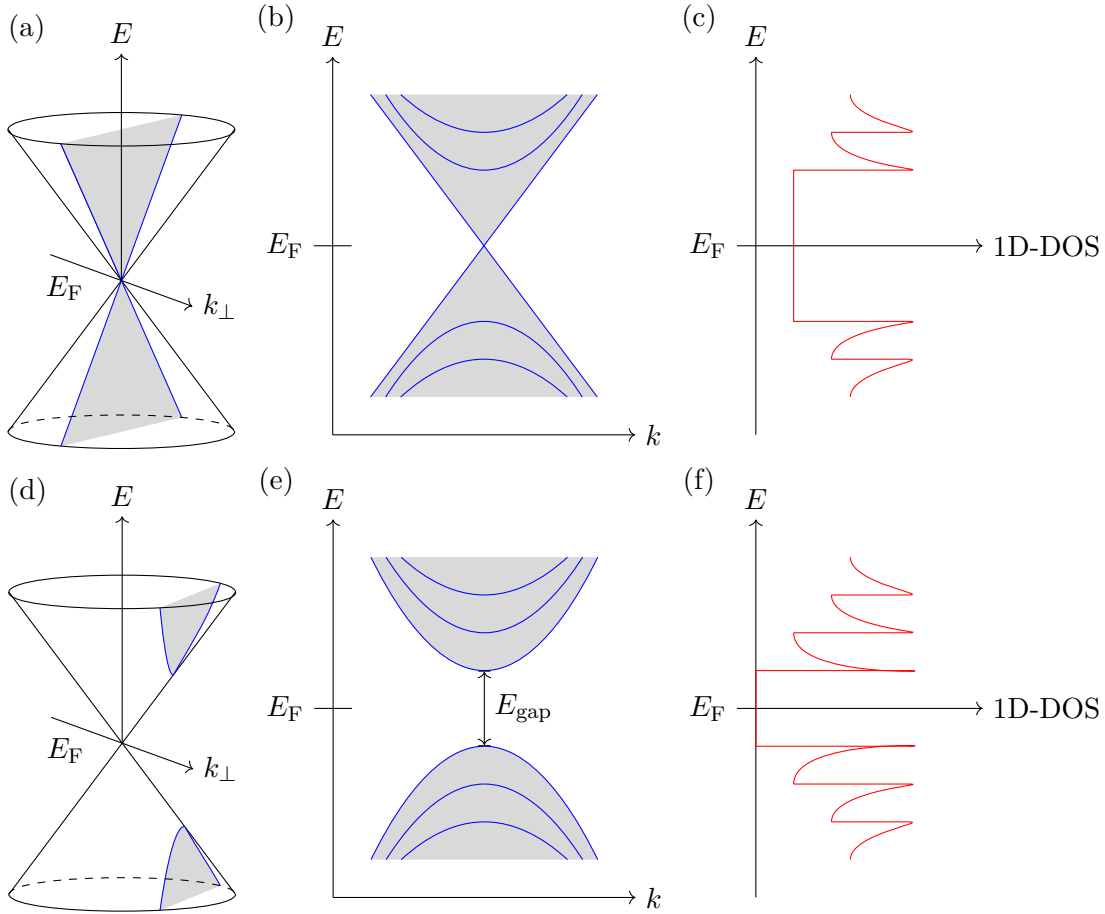 (a)
E
E_F
k_⊥
(b)
E
E_F
k
(c)
E
E_F
1D-DOS
(d)
E
E_F
k_⊥
(e)
E
E_F
E_gap
k
(f)
E
E_F
1D-DOS